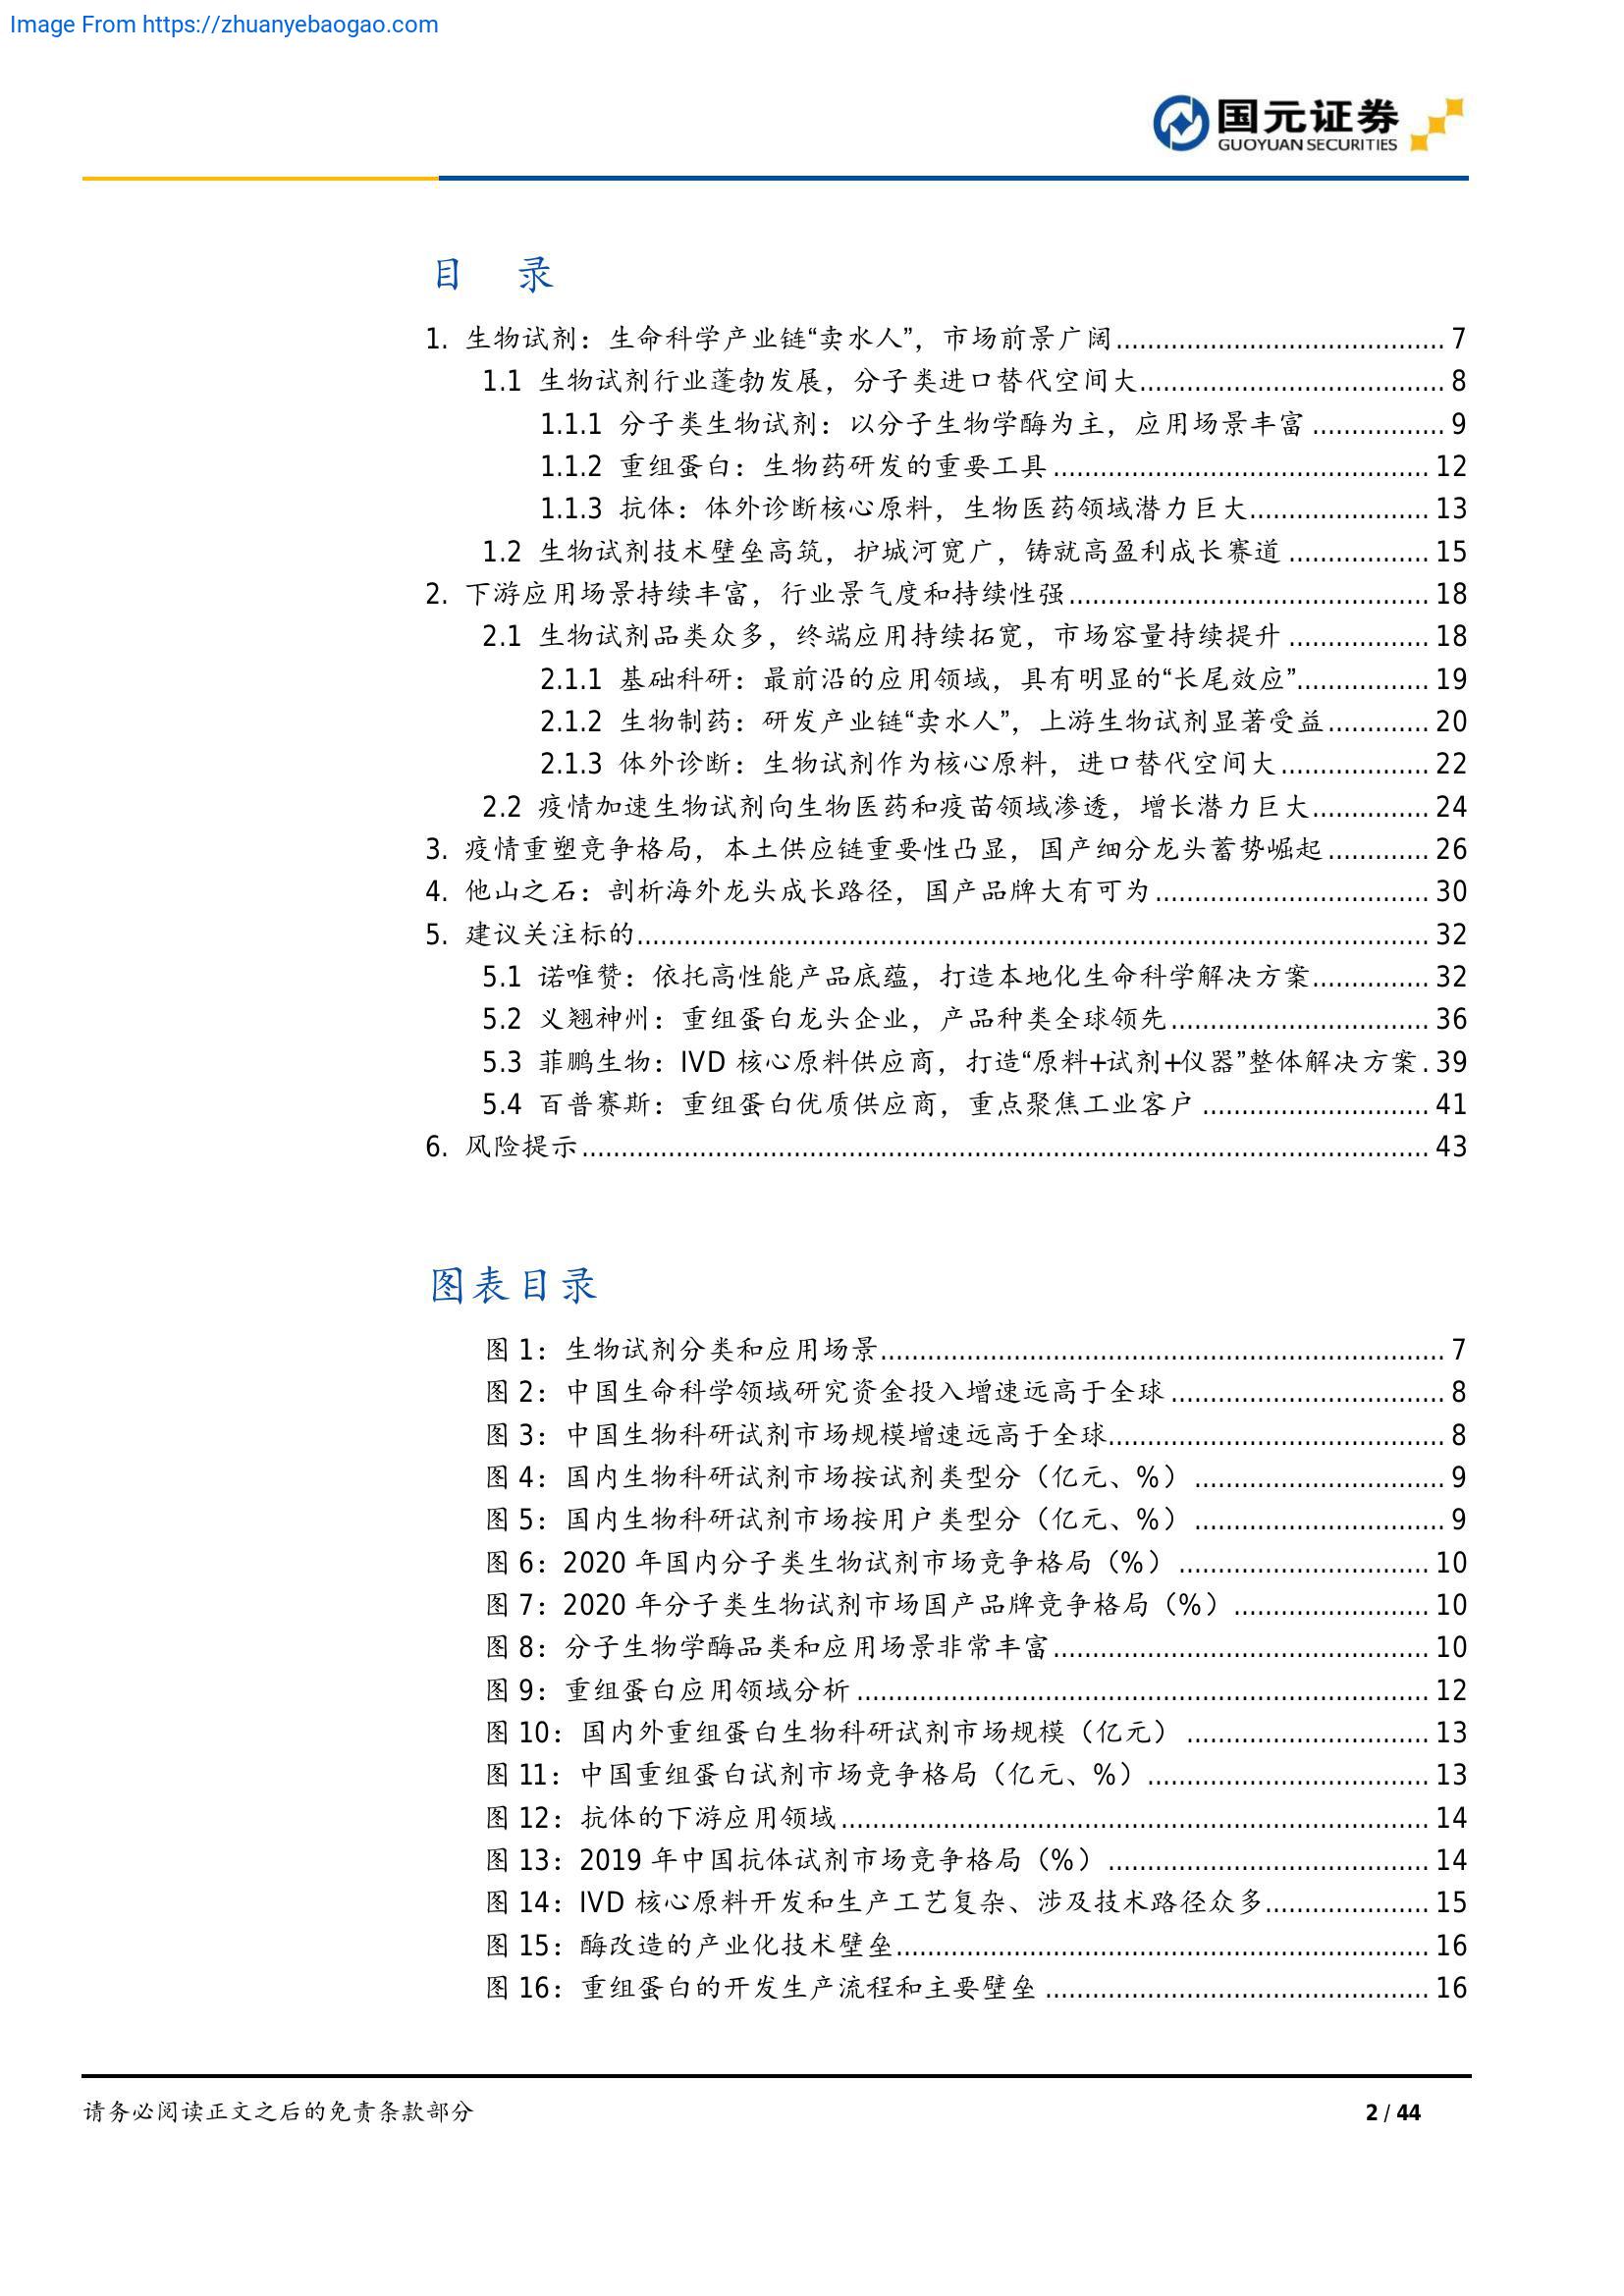 Image From https://zhuanyebaogao.com
国元证券
GUOYUAN SECURITIES
目 录
1. 生物试剂：生命科学产业链“卖水人”，市场前景广阔.......................................... 7
1.1 生物试剂行业蓬勃发展，分子类进口替代空间大....................................... 8
1.1.1 分子类生物试剂：以分子生物学酶为主，应用场景丰富................. 9
1.1.2 重组蛋白：生物药研发的重要工具................................................ 12
1.1.3 抗体：体外诊断核心原料，生物医药领域潜力巨大....................... 13
1.2 生物试剂技术壁垒高筑，护城河宽广，铸就高盈利成长赛道.................. 15
2. 下游应用场景持续丰富，行业景气度和持续性强.............................................. 18
2.1 生物试剂品类众多，终端应用持续拓宽，市场容量持续提升.................. 18
2.1.1 基础科研：最前沿的应用领域，具有明显的“长尾效应”................. 19
2.1.2 生物制药：研发产业链“卖水人”，上游生物试剂显著受益............. 20
2.1.3 体外诊断：生物试剂作为核心原料，进口替代空间大................... 22
2.2 疫情加速生物试剂向生物医药和疫苗领域渗透，增长潜力巨大............... 24
3. 疫情重塑竞争格局，本土供应链重要性凸显，国产细分龙头蓄势崛起............. 26
4. 他山之石：剖析海外龙头成长路径，国产品牌大有可为................................... 30
5. 建议关注标的..................................................................................................... 32
5.1 诺唯赞：依托高性能产品底蕴，打造本地化生命科学解决方案............... 32
5.2 义翘神州：重组蛋白龙头企业，产品种类全球领先................................. 36
5.3 菲鹏生物：IVD 核心原料供应商，打造“原料+试剂+仪器”整体解决方案. 39
5.4 百普赛斯：重组蛋白优质供应商，重点聚焦工业客户............................. 41
6. 风险提示............................................................................................................ 43
图表目录
图 1：生物试剂分类和应用场景........................................................................ 7
图 2：中国生命科学领域研究资金投入增速远高于全球................................... 8
图 3：中国生物科研试剂市场规模增速远高于全球........................................... 8
图 4：国内生物科研试剂市场按试剂类型分（亿元、%）................................ 9
图 5：国内生物科研试剂市场按用户类型分（亿元、%）................................ 9
图 6：2020 年国内分子类生物试剂市场竞争格局（%）................................ 10
图 7：2020 年分子类生物试剂市场国产品牌竞争格局（%）......................... 10
图 8：分子生物学酶品类和应用场景非常丰富................................................ 10
图 9：重组蛋白应用领域分析......................................................................... 12
图 10：国内外重组蛋白生物科研试剂市场规模（亿元）............................... 13
图 11：中国重组蛋白试剂市场竞争格局（亿元、%）.................................... 13
图 12：抗体的下游应用领域........................................................................... 14
图 13：2019 年中国抗体试剂市场竞争格局（%）......................................... 14
图 14：IVD 核心原料开发和生产工艺复杂、涉及技术路径众多..................... 15
图 15：酶改造的产业化技术壁垒.................................................................... 16
图 16：重组蛋白的开发生产流程和主要壁垒................................................. 16
请务必阅读正文之后的免责条款部分
2 / 44